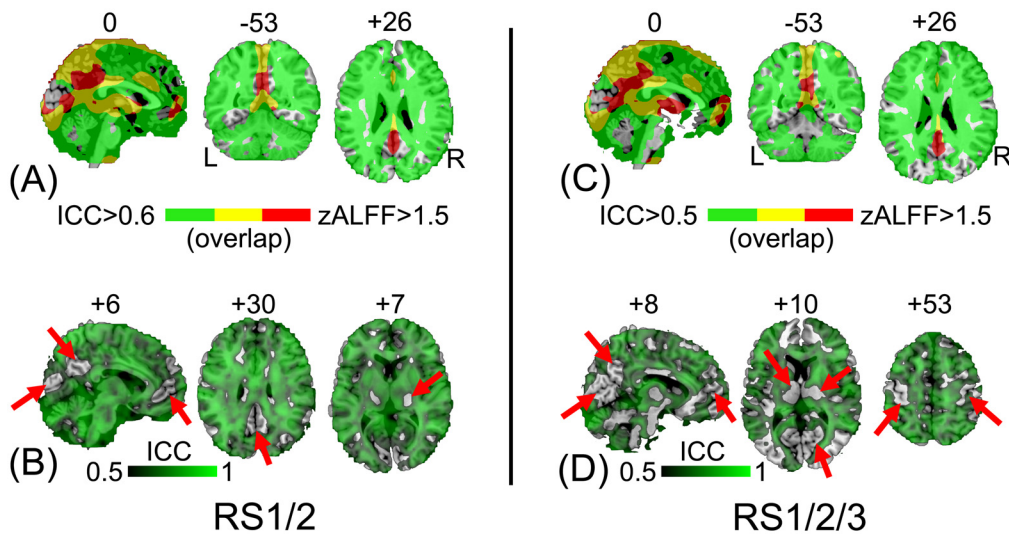 0 -53 +26
L R
(A)
ICC>0.6 zALFF>1.5
(overlap)
+6 +30 +7
(B)
ICC
0.5 1
RS1/2
0 -53 +26
L R
(C)
ICC>0.5 zALFF>1.5
(overlap)
+8 +10 +53
(D)
ICC
0.5 1
RS1/2/3